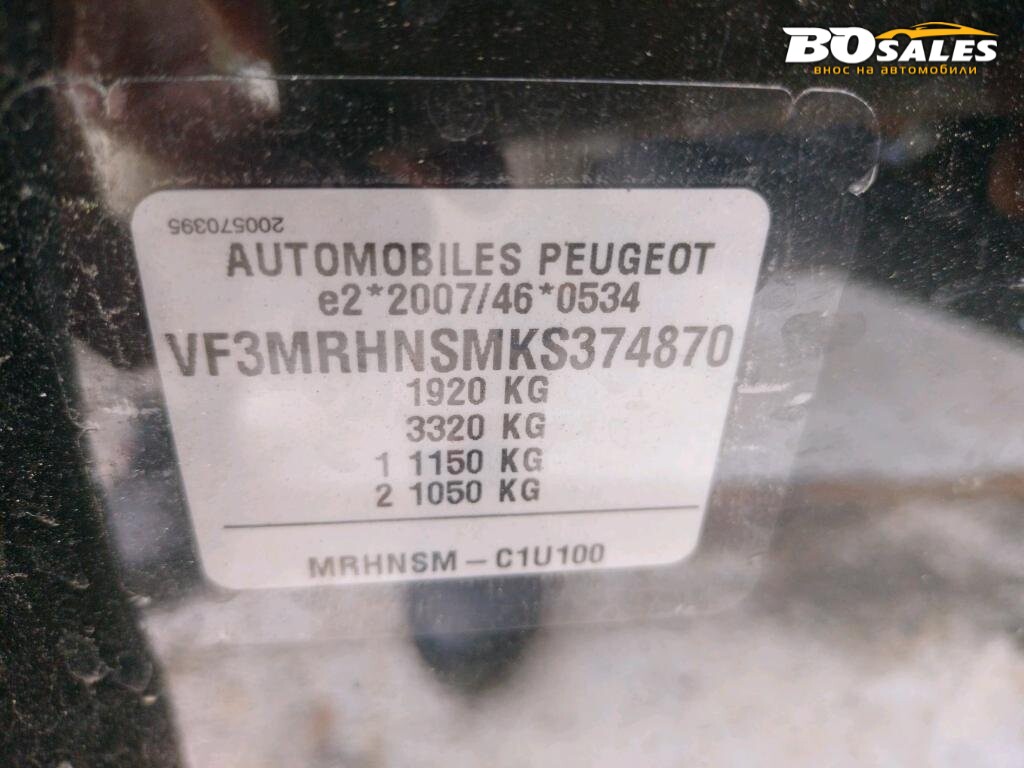 BOSALES
внос на автомобили
200570395
AUTOMOBILES PEUGEOT
e2*2007/46*0534
VF3MRHNSMKS374870
1920 KG
3320 KG
1 1150 KG
2 1050 KG
MRHNSM – C1U100